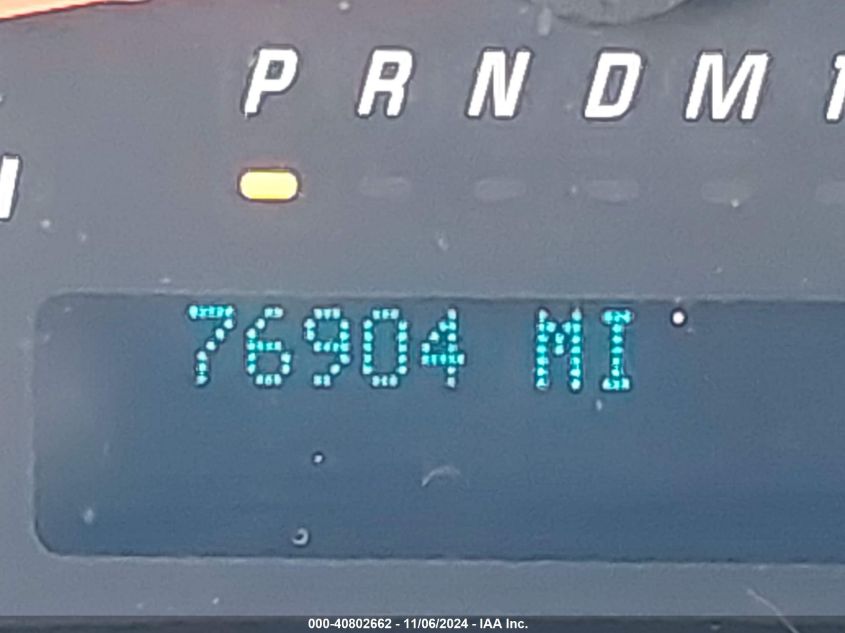 P R N D M
76904 MI
000-40802662 - 11/06/2024 - IAA Inc.